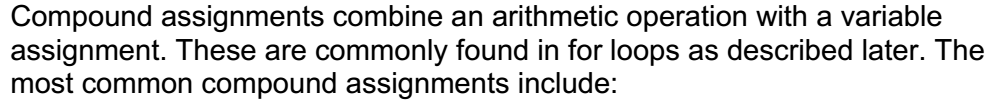 Compound assignments combine an arithmetic operation with a variable
assignment. These are commonly found in for loops as described later. The
most common compound assignments include: